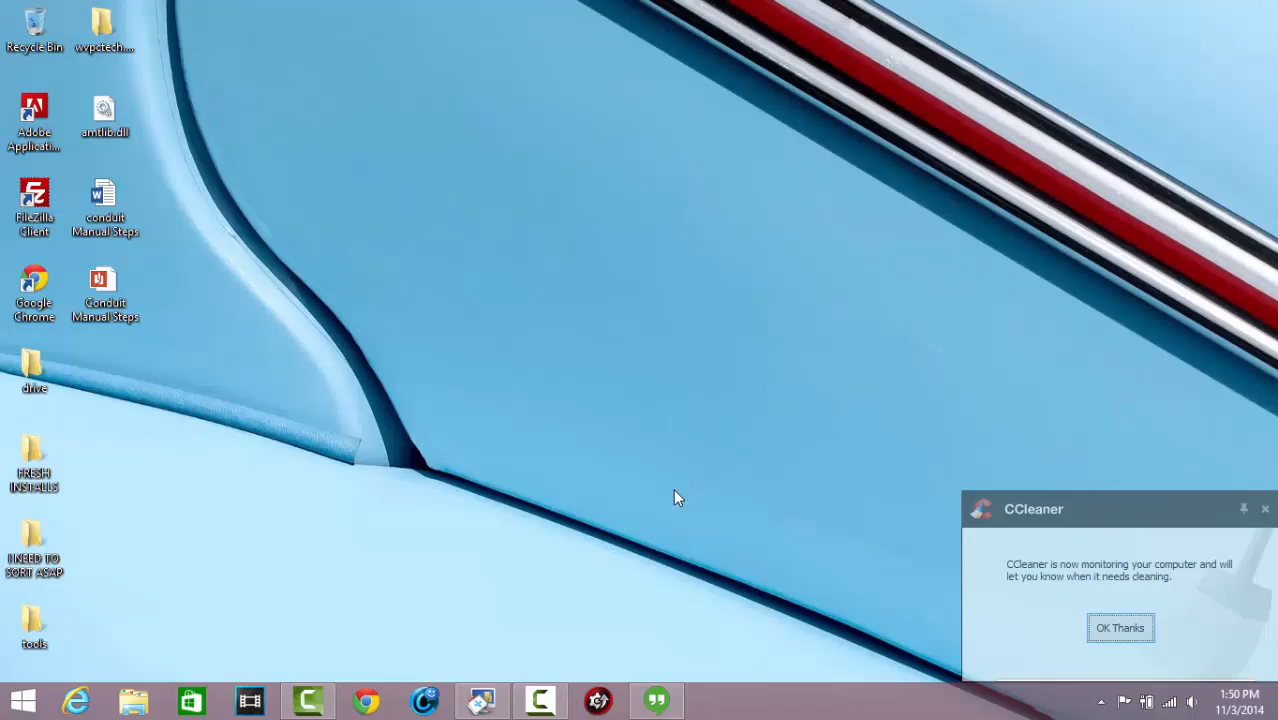 Recycle Bin
wvpctech....
Adobe
Applicati...
amtlib.dll
FileZilla
Client
conduit
Manual Steps
Google
Chrome
Conduit
Manual Steps
drive
FRESH
INSTALLS
I NEED TO
SORT ASAP
tools
CCleaner
CCleaner is now monitoring your computer and will
let you know when it needs cleaning.
OK Thanks
1:50 PM
11/3/2014